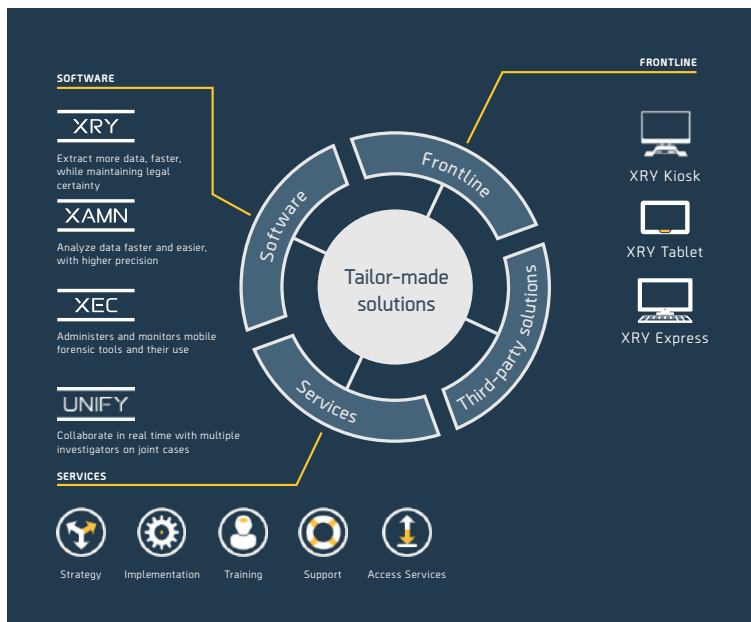 SOFTWARE
XRY
Extract more data, faster,
while maintaining legal
certainty
XAMN
Analyze data faster and easier,
with higher precision
XEC
Administers and monitors mobile
forensic tools and their use
UNIFY
Collaborate in real time with multiple
investigators on joint cases
FRONTLINE
XRY Kiosk
XRY Tablet
XRY Express
Software
Frontline
Third-party solutions
Services
Tailor-made
solutions
SERVICES
Strategy
Implementation
Training
Support
Access Services